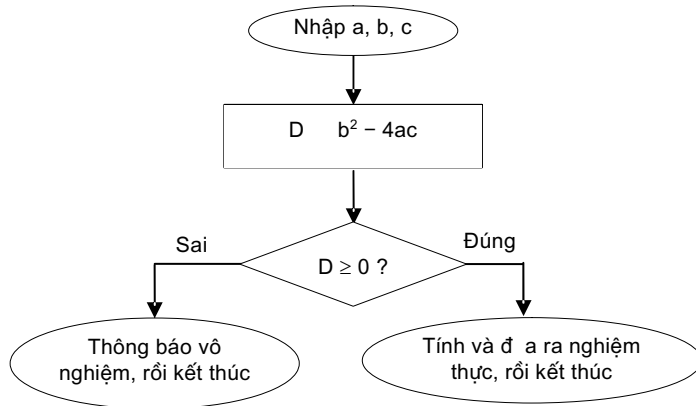 Nhập a, b, c
D b² − 4ac
Sai
Đúng
D ≥ 0 ?
Thông báo vô
nghiệm, rồi kết thúc
Tính và đ a ra nghiệm
thực, rồi kết thúc